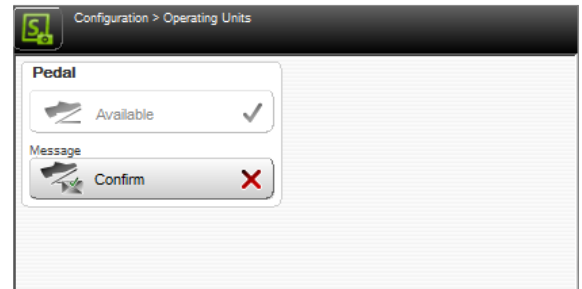 Configuration > Operating Units
Pedal
Available
Message
Confirm